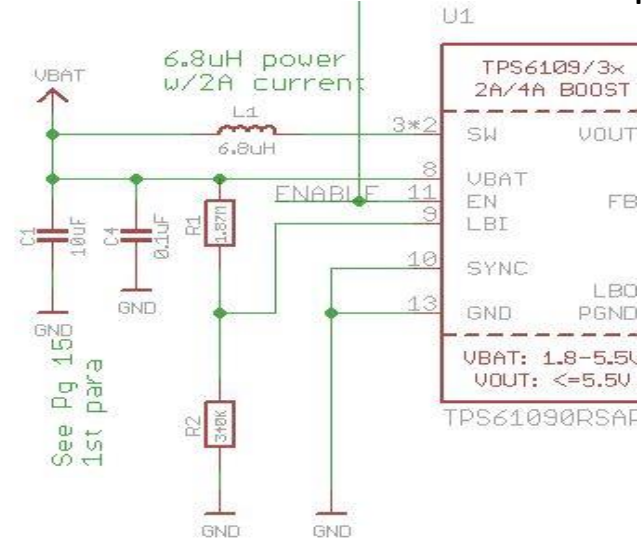 U1
6.8uH power
w/2A current
VBAT
TPS6109/3x
2A/4A BOOST
L1
6.8uH
3*2
SW
VOUT
8
VBAT
ENABLE
11
EN
FB
9
LBI
C1
10uF
C4
0.1uF
R1
1.87M
10
SYNC
GND
LBO
13
GND
PGND
GND
See Pg 15
1st para
VBAT: 1.8-5.5V
VOUT: <=5.5V
R2
340K
TPS61090RSAR
GND
GND